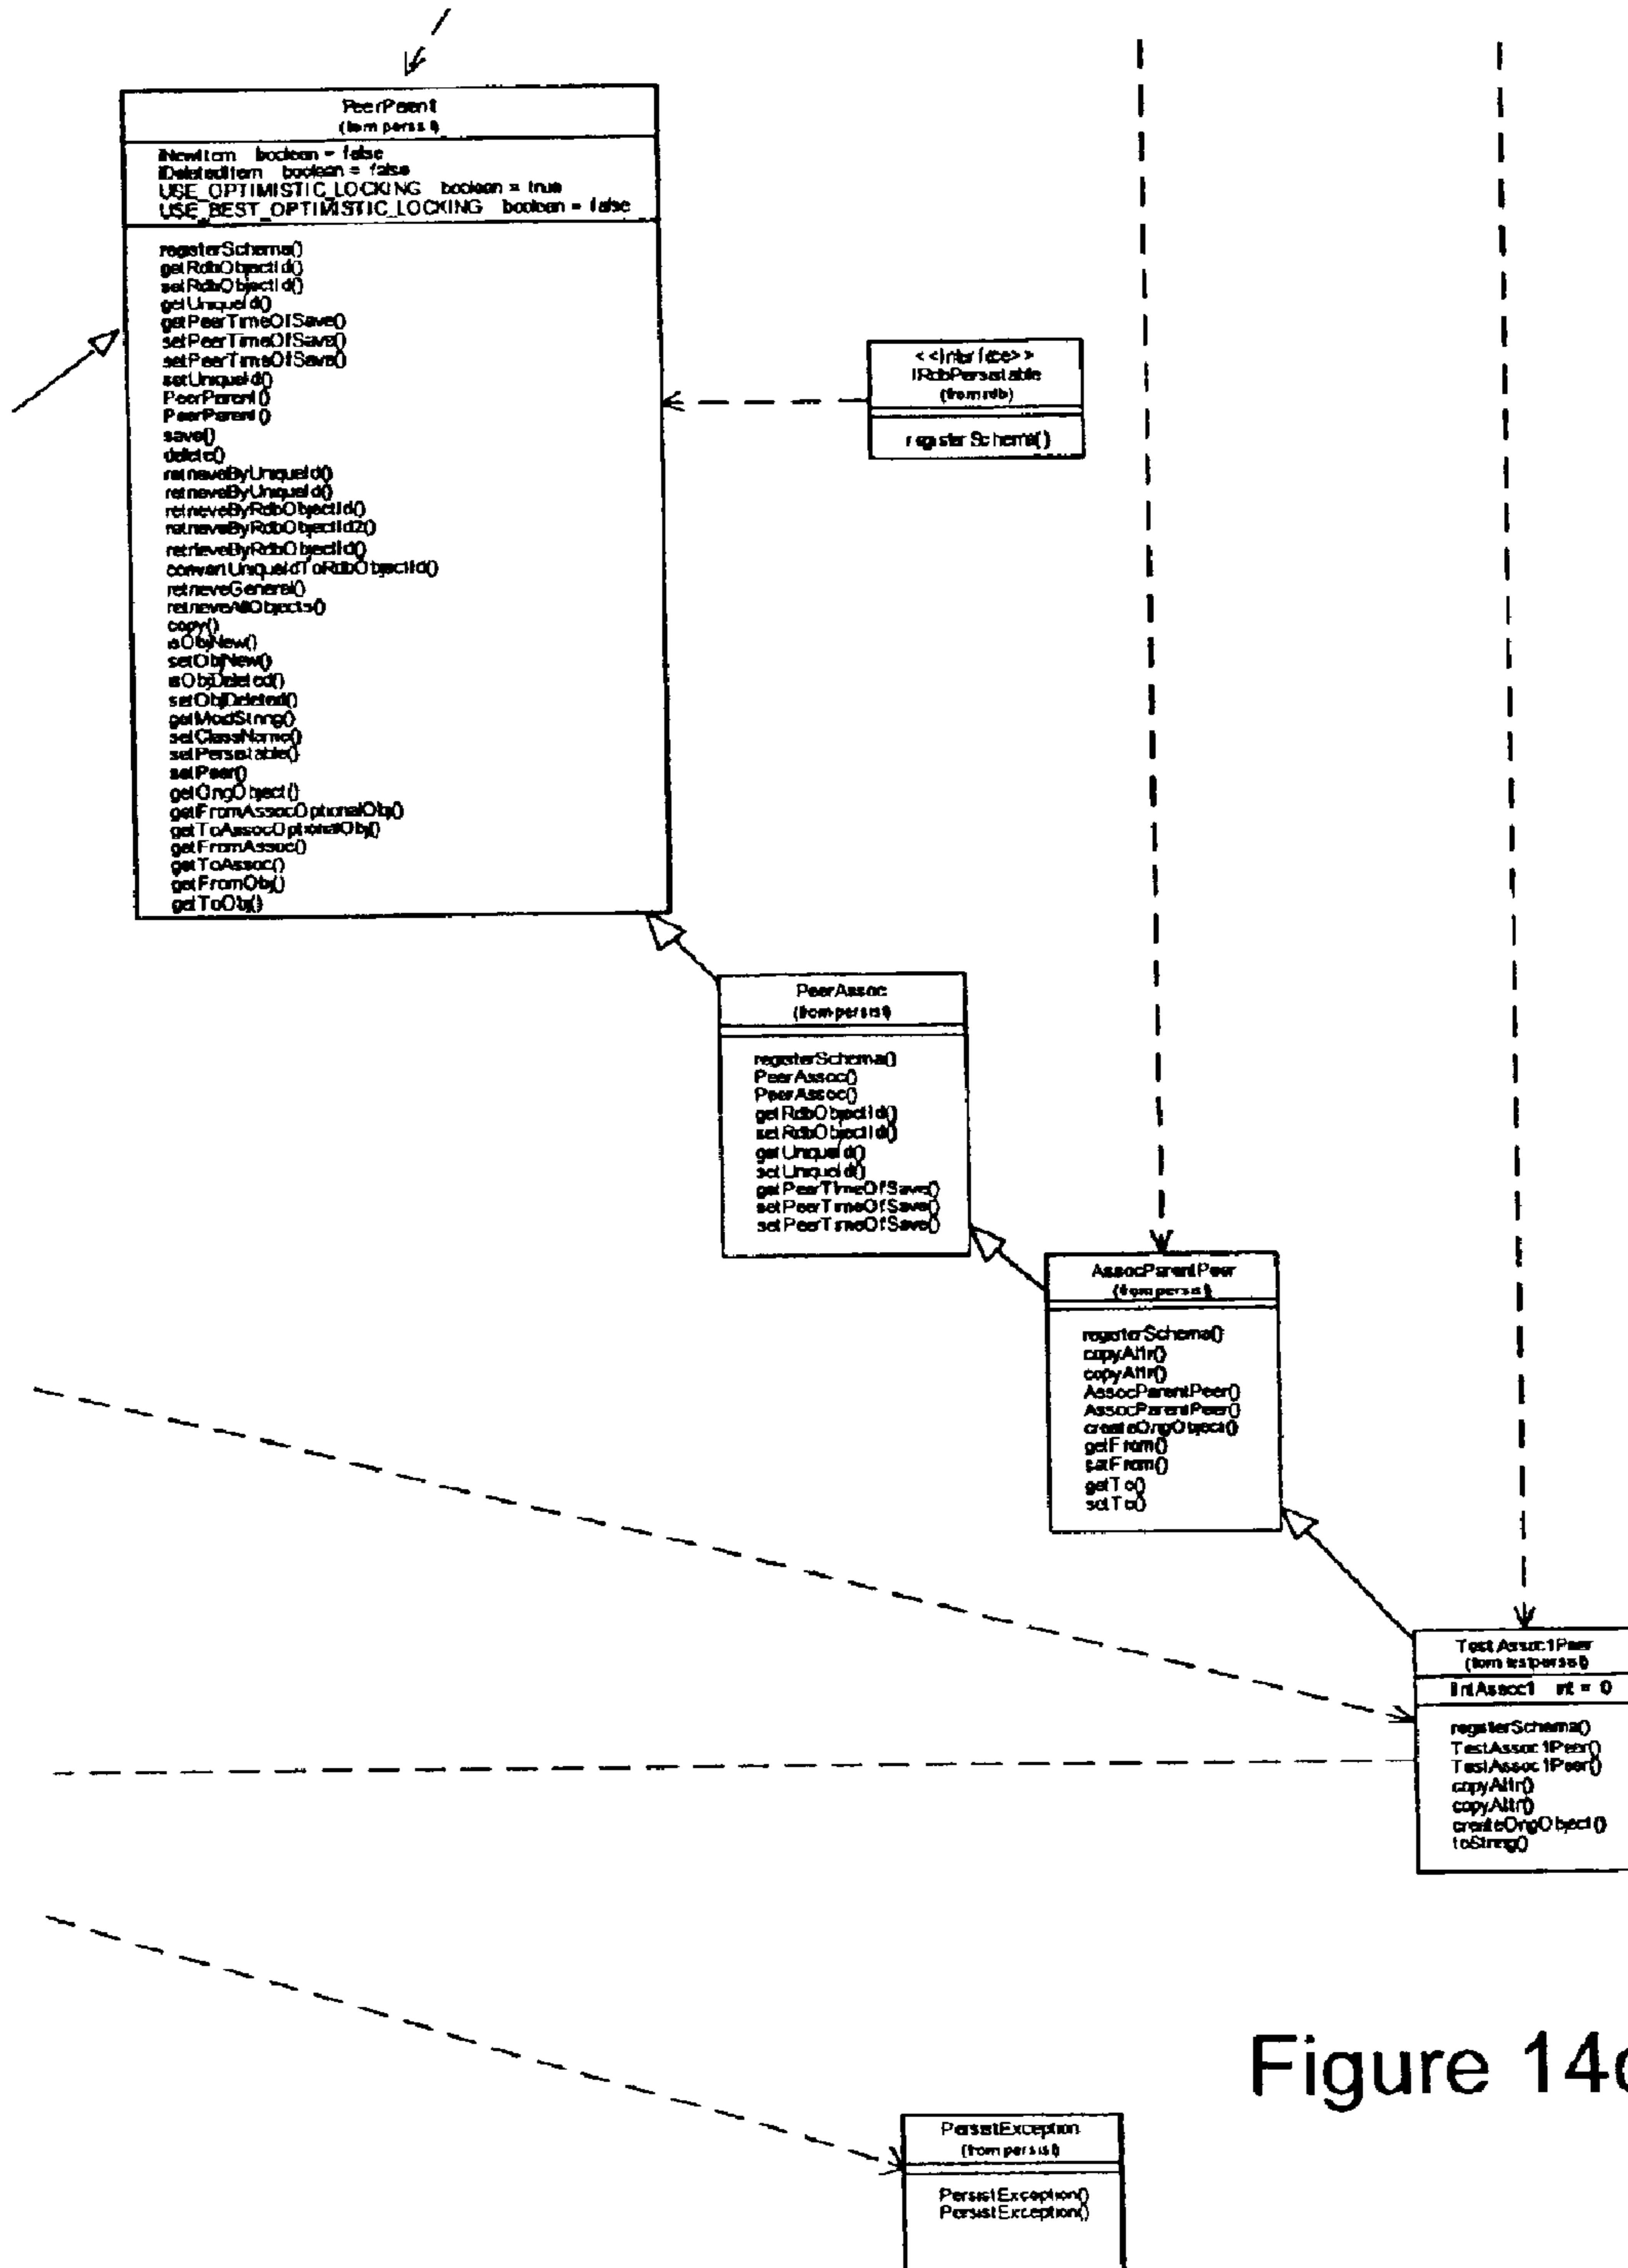 PeerParent
(from persist)
iNewItem boolean = false
iDeletedItem boolean = false
USE_OPTIMISTIC_LOCKING boolean = true
USE_BEST_OPTIMISTIC_LOCKING boolean = false
registerSchema()
getRdbObjectId()
setRdbObjectId()
getUniqueId()
getPeerTimeOfSave()
setPeerTimeOfSave()
setPeerTimeOfSave()
setUniqueId()
PeerParent()
PeerParent()
save()
delete()
retrieveByUniqueId()
retrieveByUniqueId()
retrieveByRdbObjectId()
retrieveByRdbObjectId2()
retrieveByRdbObjectId()
convertUniqueIdToRdbObjectId()
retrieveGeneral()
retrieveAllObjects()
copy()
isObjNew()
setObjNew()
isObjDeleted()
setObjDeleted()
getModString()
setClassName()
setPersistable()
setPeer()
getOrigObject()
getFromAssocOptionalObj()
getToAssocOptionalObj()
getFromAssoc()
getToAssoc()
getFromObj()
getToObj()
<<Interface>>
IRdbPersistable
(from rdb)
registerSchema()
PeerAssoc
(from persist)
registerSchema()
PeerAssoc()
PeerAssoc()
getRdbObjectId()
setRdbObjectId()
getUniqueId()
setUniqueId()
getPeerTimeOfSave()
setPeerTimeOfSave()
setPeerTimeOfSave()
AssocParentPeer
(from persist)
registerSchema()
copyAttr()
copyAttr()
AssocParentPeer()
AssocParentPeer()
createOrigObject()
getFrom()
setFrom()
getTo()
setTo()
TestAssoc1Peer
(from testpersist)
iIntAssoc1 int = 0
registerSchema()
TestAssoc1Peer()
TestAssoc1Peer()
copyAttr()
copyAttr()
createOrigObject()
toString()
Figure 14
PersistException
(from persist)
PersistException()
PersistException()